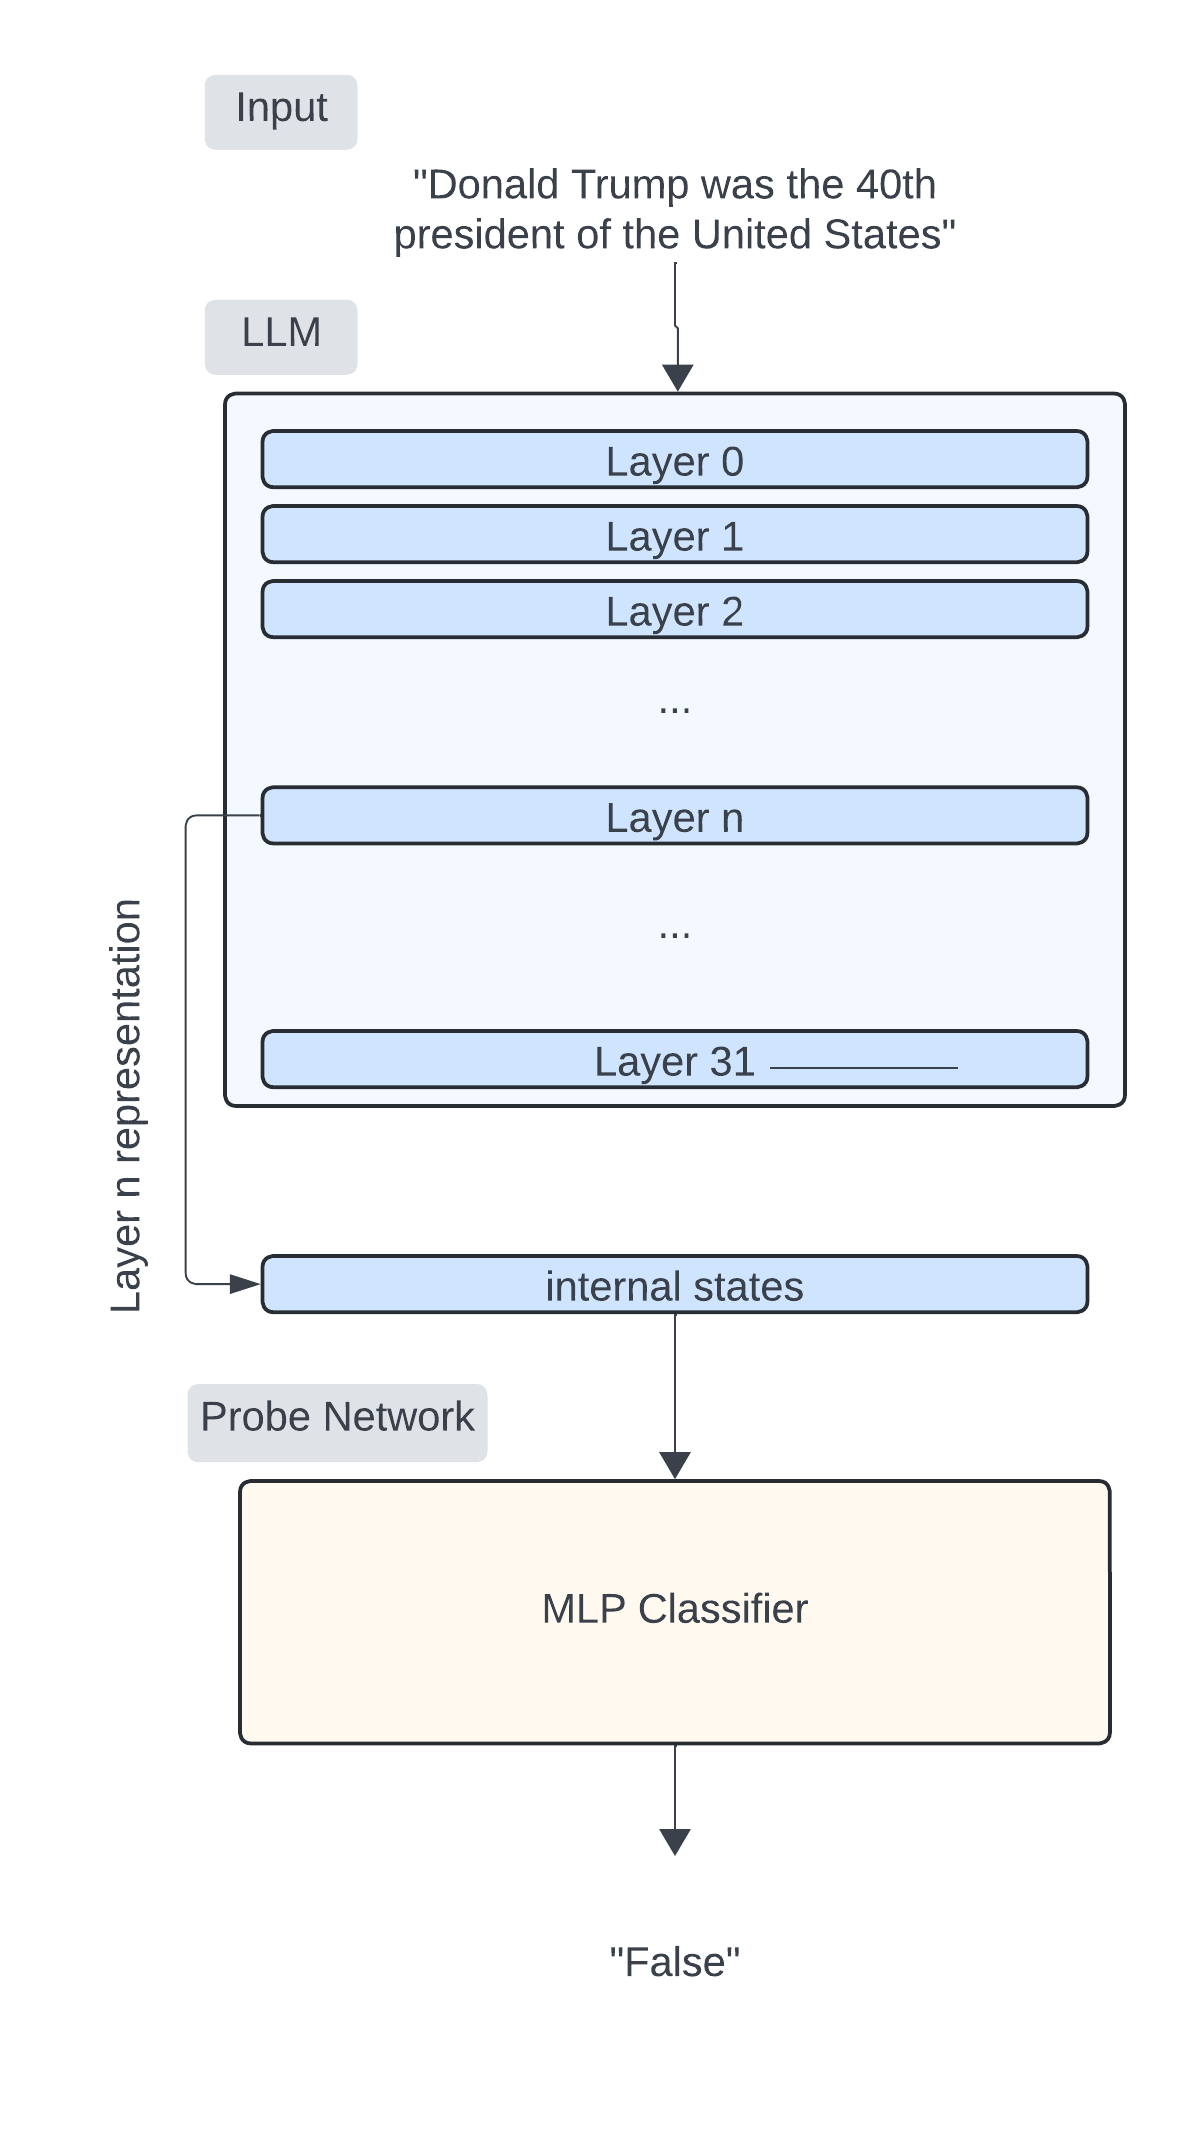 Input
"Donald Trump was the 40th
president of the United States"
LLM
Layer 0
Layer 1
Layer 2
...
Layer n
...
Layer 31
Layer n representation
internal states
Probe Network
MLP Classifier
"False"